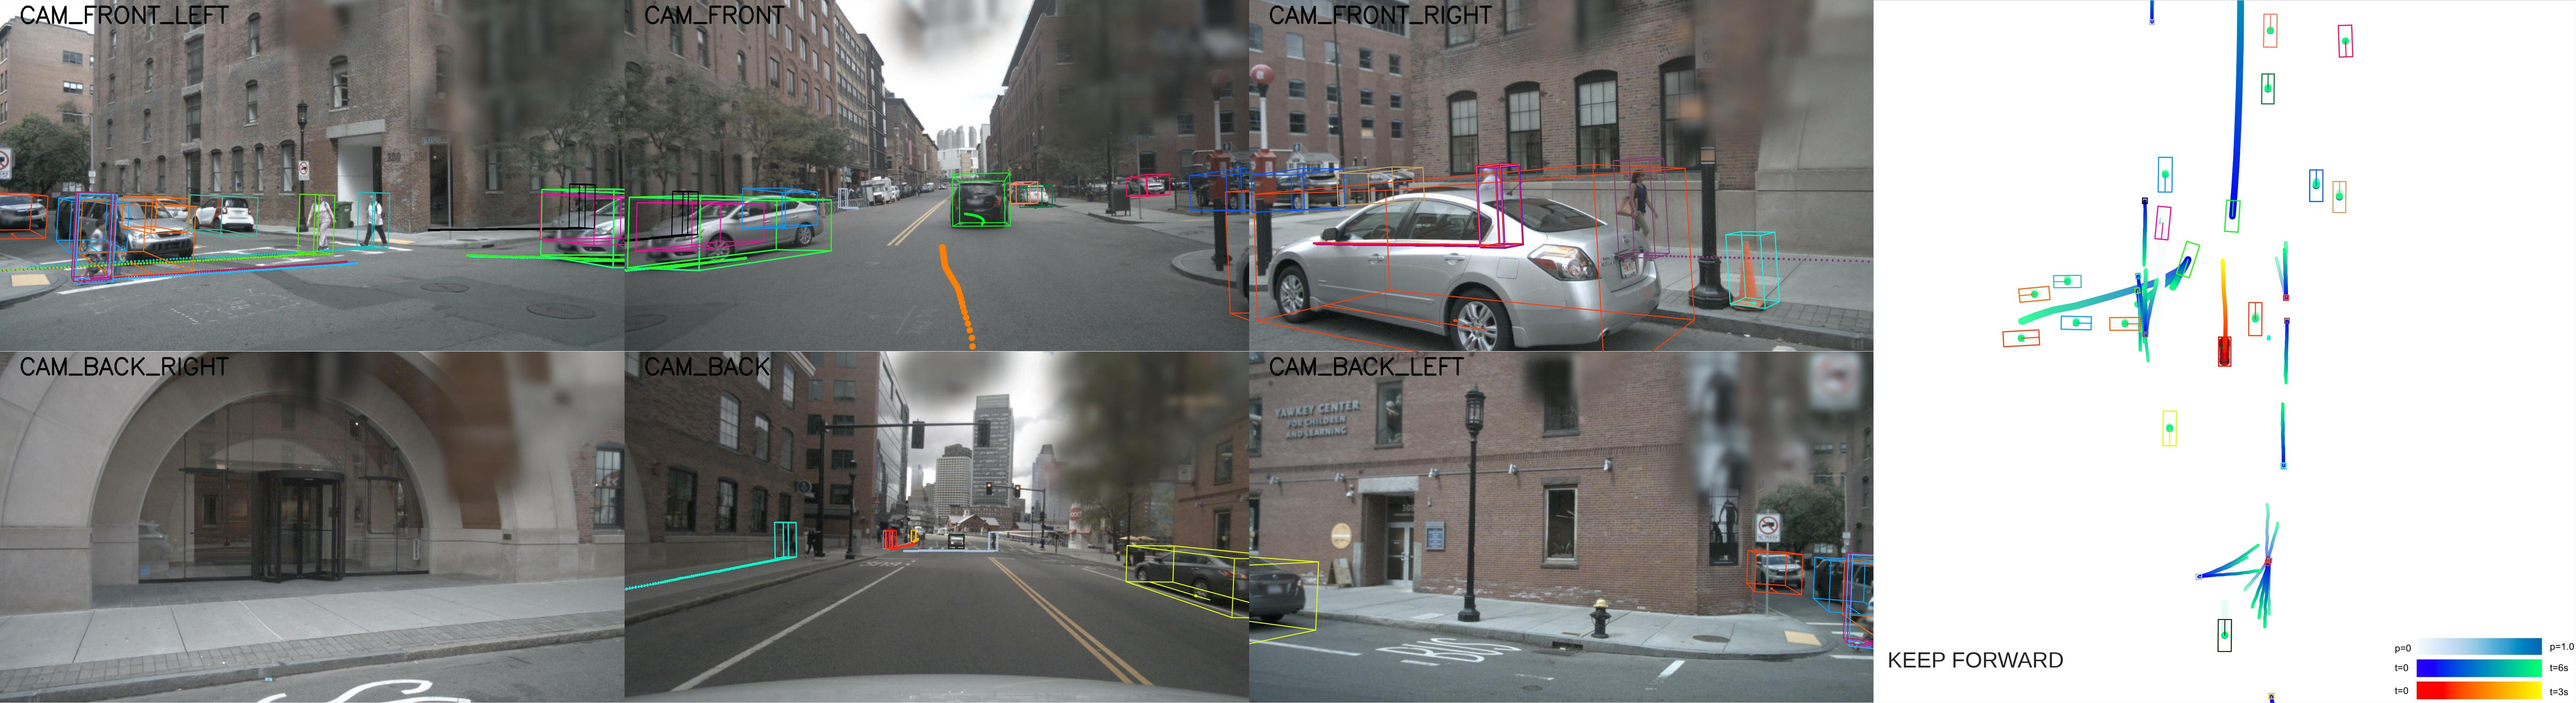 CAM_FRONT_LEFT
CAM_FRONT
CAM_FRONT_RIGHT
CAM_BACK_RIGHT
CAM_BACK
CAM_BACK_LEFT
YAWKEY CENTER
FOR CHILDREN
AND LEARNING
BUS
KEEP FORWARD
p=0
p=1.0
t=0
t=6s
t=0
t=3s